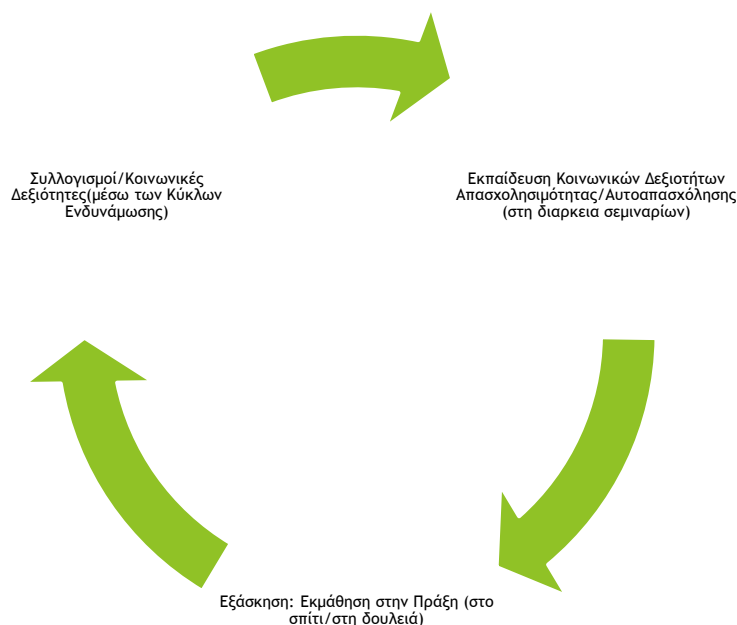 Συλλογισμοί/Κοινωνικές
Δεξιότητες(μέσω των Κύκλων
Ενδυνάμωσης)
Εκπαίδευση Κοινωνικών Δεξιοτήτων
Απασχολησιμότητας/Αυτοαπασχόλησης
(στη διαρκεια σεμιναρίων)
Εξάσκηση: Εκμάθηση στην Πράξη (στο
σπίτι/στη δουλειά)